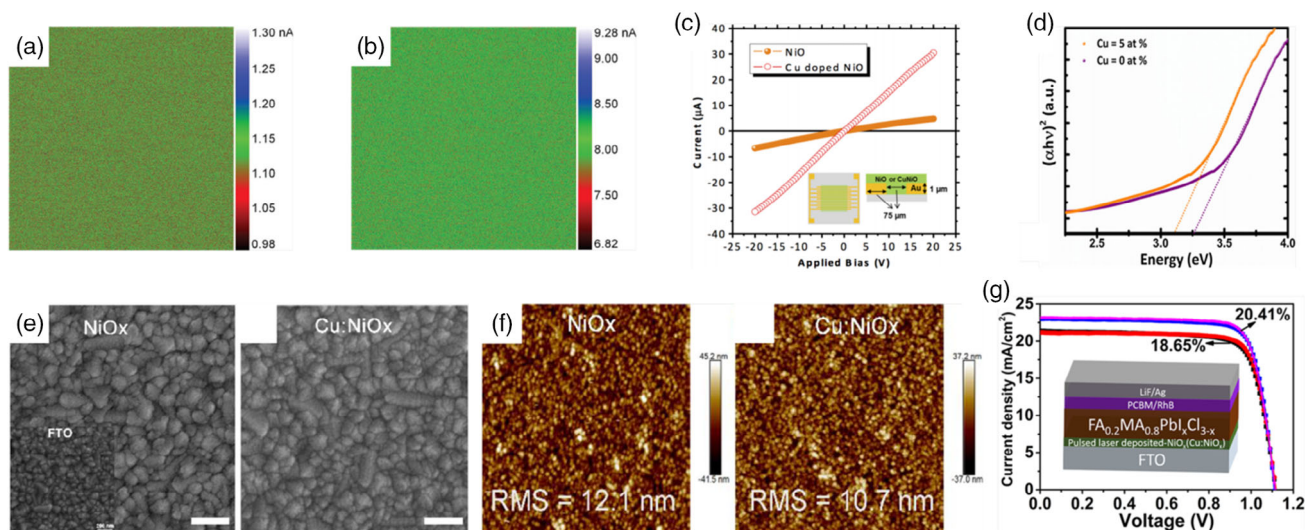 (a)
1.30 nA
1.25
1.20
1.15
1.10
1.05
0.98
(b)
9.28 nA
9.00
8.50
8.00
7.50
6.82
(c)
NiO
Cu doped NiO
Current (µA)
40
30
20
10
0
-10
-20
-30
-40
NiO or CuNiO
Au
1 µm
75 µm
-25 -20 -15 -10 -5 0 5 10 15 20 25
Applied Bias (V)
(d)
Cu = 5 at %
Cu = 0 at %
(αhν)² (a.u.)
2.5 3.0 3.5 4.0
Energy (eV)
(e)
NiOx
FTO
Cu:NiOx
(f)
NiOx
RMS = 12.1 nm
45.2 nm
-41.5 nm
Cu:NiOx
RMS = 10.7 nm
37.2 nm
-37.0 nm
(g)
Current density (mA/cm²)
25
20
15
10
5
0
20.41%
18.65%
LiF/Ag
PCBM/RhB
FA₀.₂MA₀.₈PbIₓCl₃₋ₓ
Pulsed laser deposited-NiOₓ(Cu:NiOₓ)
FTO
0.0 0.2 0.4 0.6 0.8 1.0 1.2
Voltage (V)